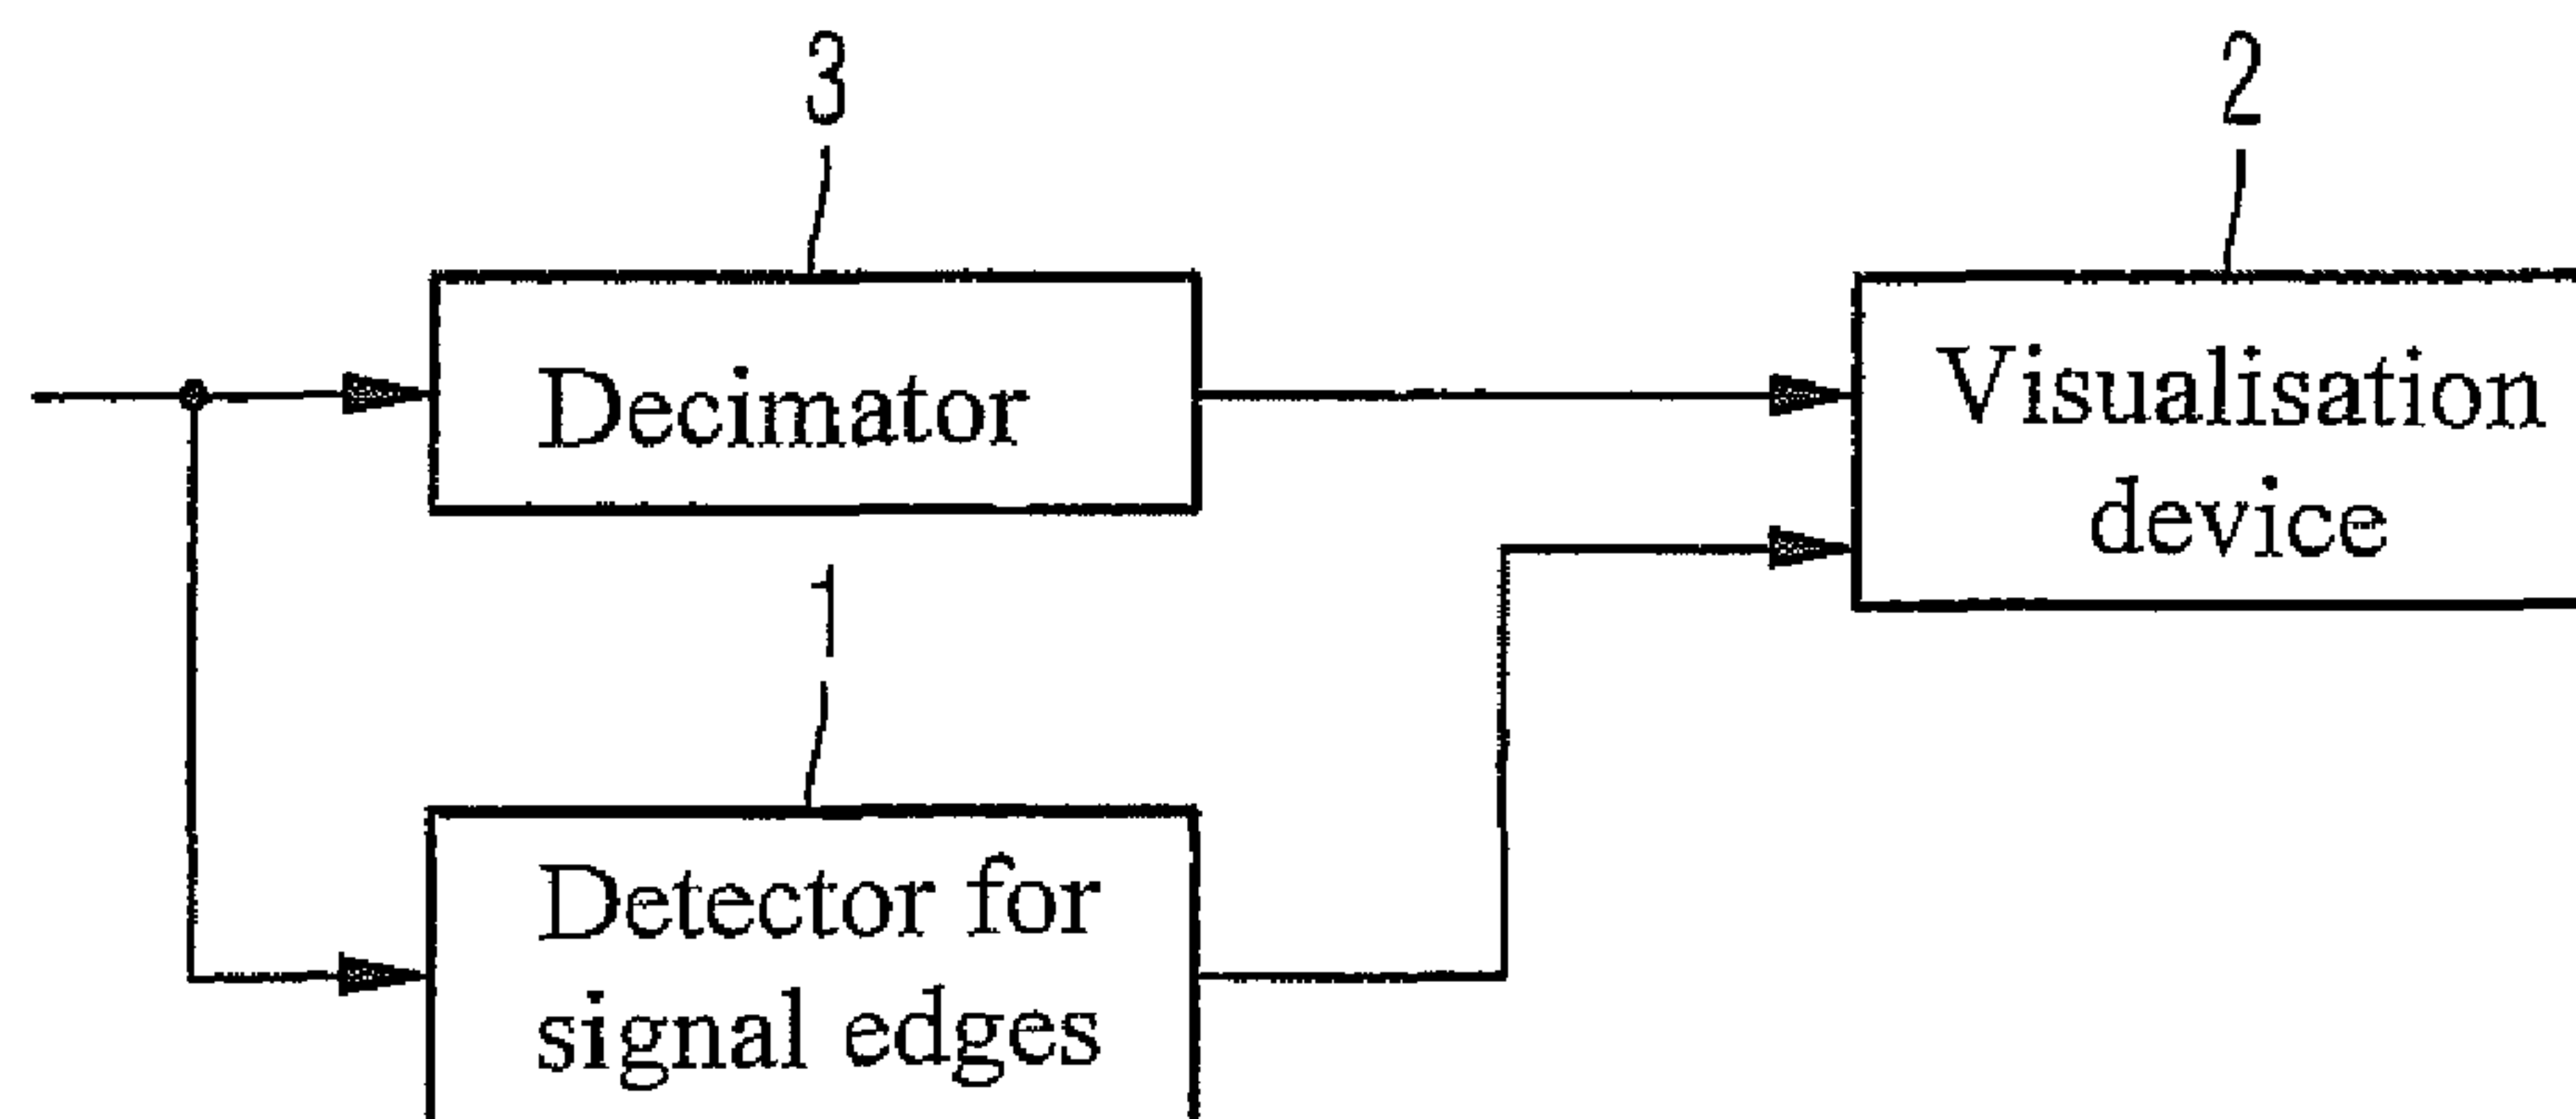 3
2
Decimator
Visualisation
device
1
Detector for
signal edges